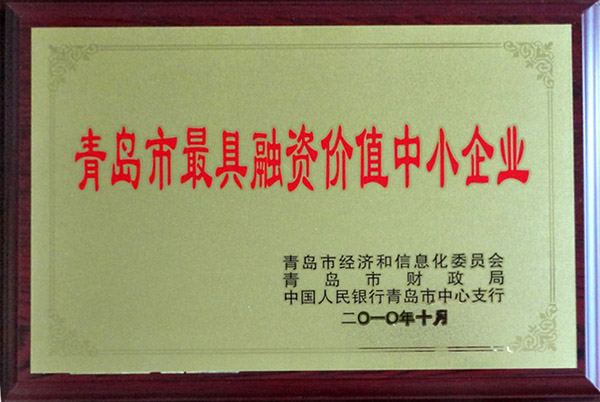 青岛市最具融资价值中小企业
青岛市经济和信息化委员会
青岛市财政局
中国人民银行青岛市中心支行
二〇一〇年十月